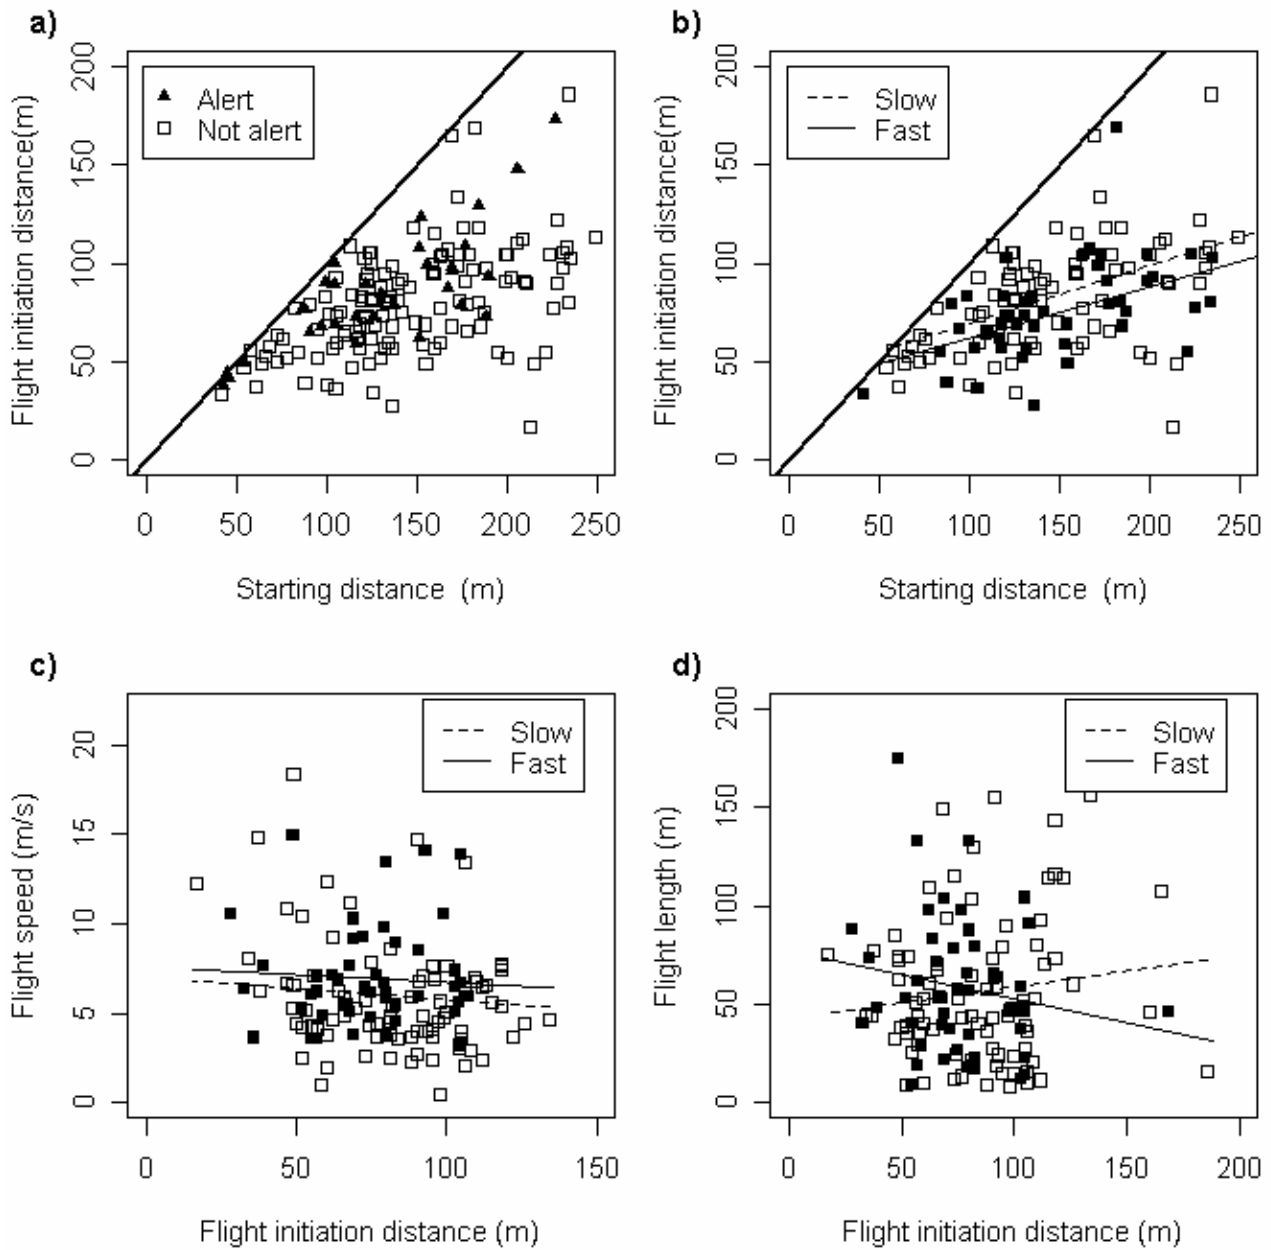 a)
Flight initiation distance(m)
200
150
100
50
0
Alert
Not alert
0 50 100 150 200 250
Starting distance (m)
b)
Flight initiation distance(m)
200
150
100
50
0
Slow
Fast
0 50 100 150 200 250
Starting distance (m)
c)
Flight speed (m/s)
20
15
10
5
0
Slow
Fast
0 50 100 150
Flight initiation distance (m)
d)
Flight length (m)
200
150
100
50
0
Slow
Fast
0 50 100 150 200
Flight initiation distance (m)